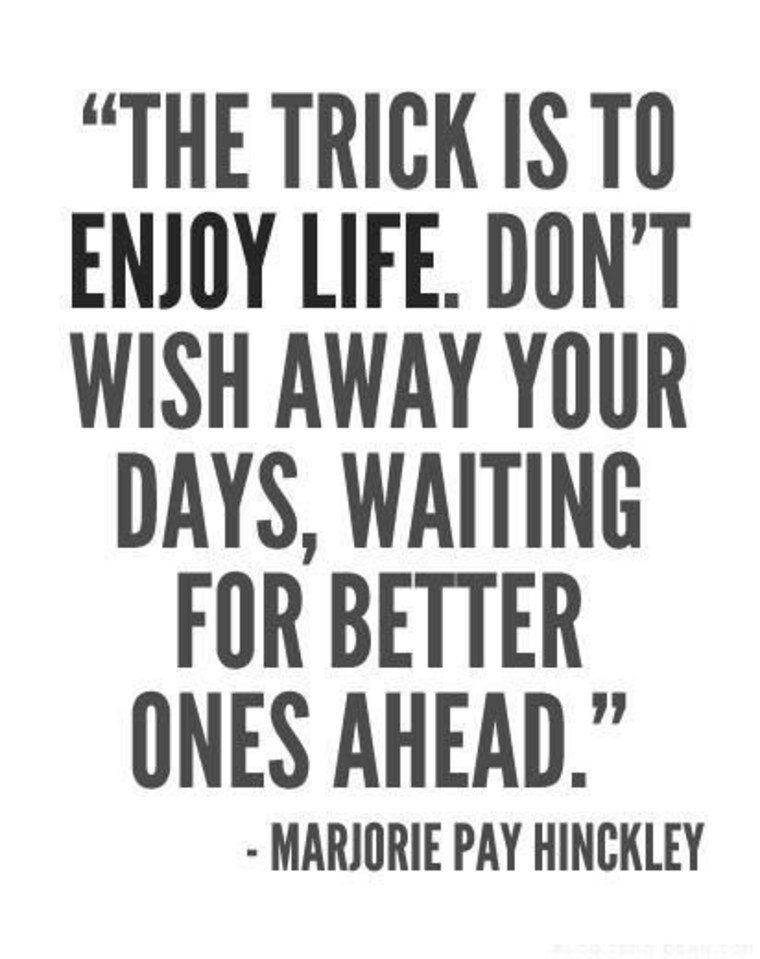 “THE TRICK IS TO
ENJOY LIFE. DON’T
WISH AWAY YOUR
DAYS, WAITING
FOR BETTER
ONES AHEAD.”
- MARJORIE PAY HINCKLEY